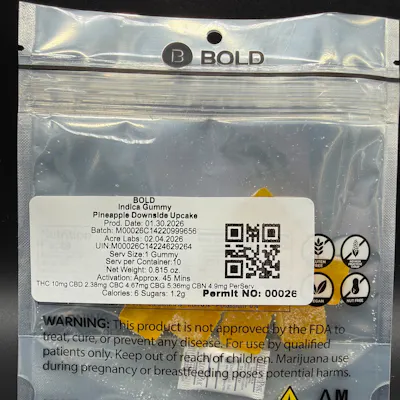 B BOLD
BOLD
Indica Gummy
Pineapple Downside Upcake
Prod. Date: 01.30.2026
Batch: M00026C14220999656
Acre Labs: 02.04.2026
UIN:M00026C14224629264
Serv Size:1 Gummy
Serv per Container:10
Net Weight: 0.815 oz.
Activation: Approx. 45 Mins
THC 10mg CBD 2.38mg CBC 4.67mg CBG 5.36mg CBN 4.9mg PerServ
Calories: 6 Sugars: 1.2g
Permit NO: 00026
VEGAN
NUT FREE
WARNING: This product is not approved by the FDA to
treat, cure, or prevent any disease. For use by qualified
patients only. Keep out of reach of children. Marijuana use
during pregnancy or breastfeeding poses potential harms.
AM